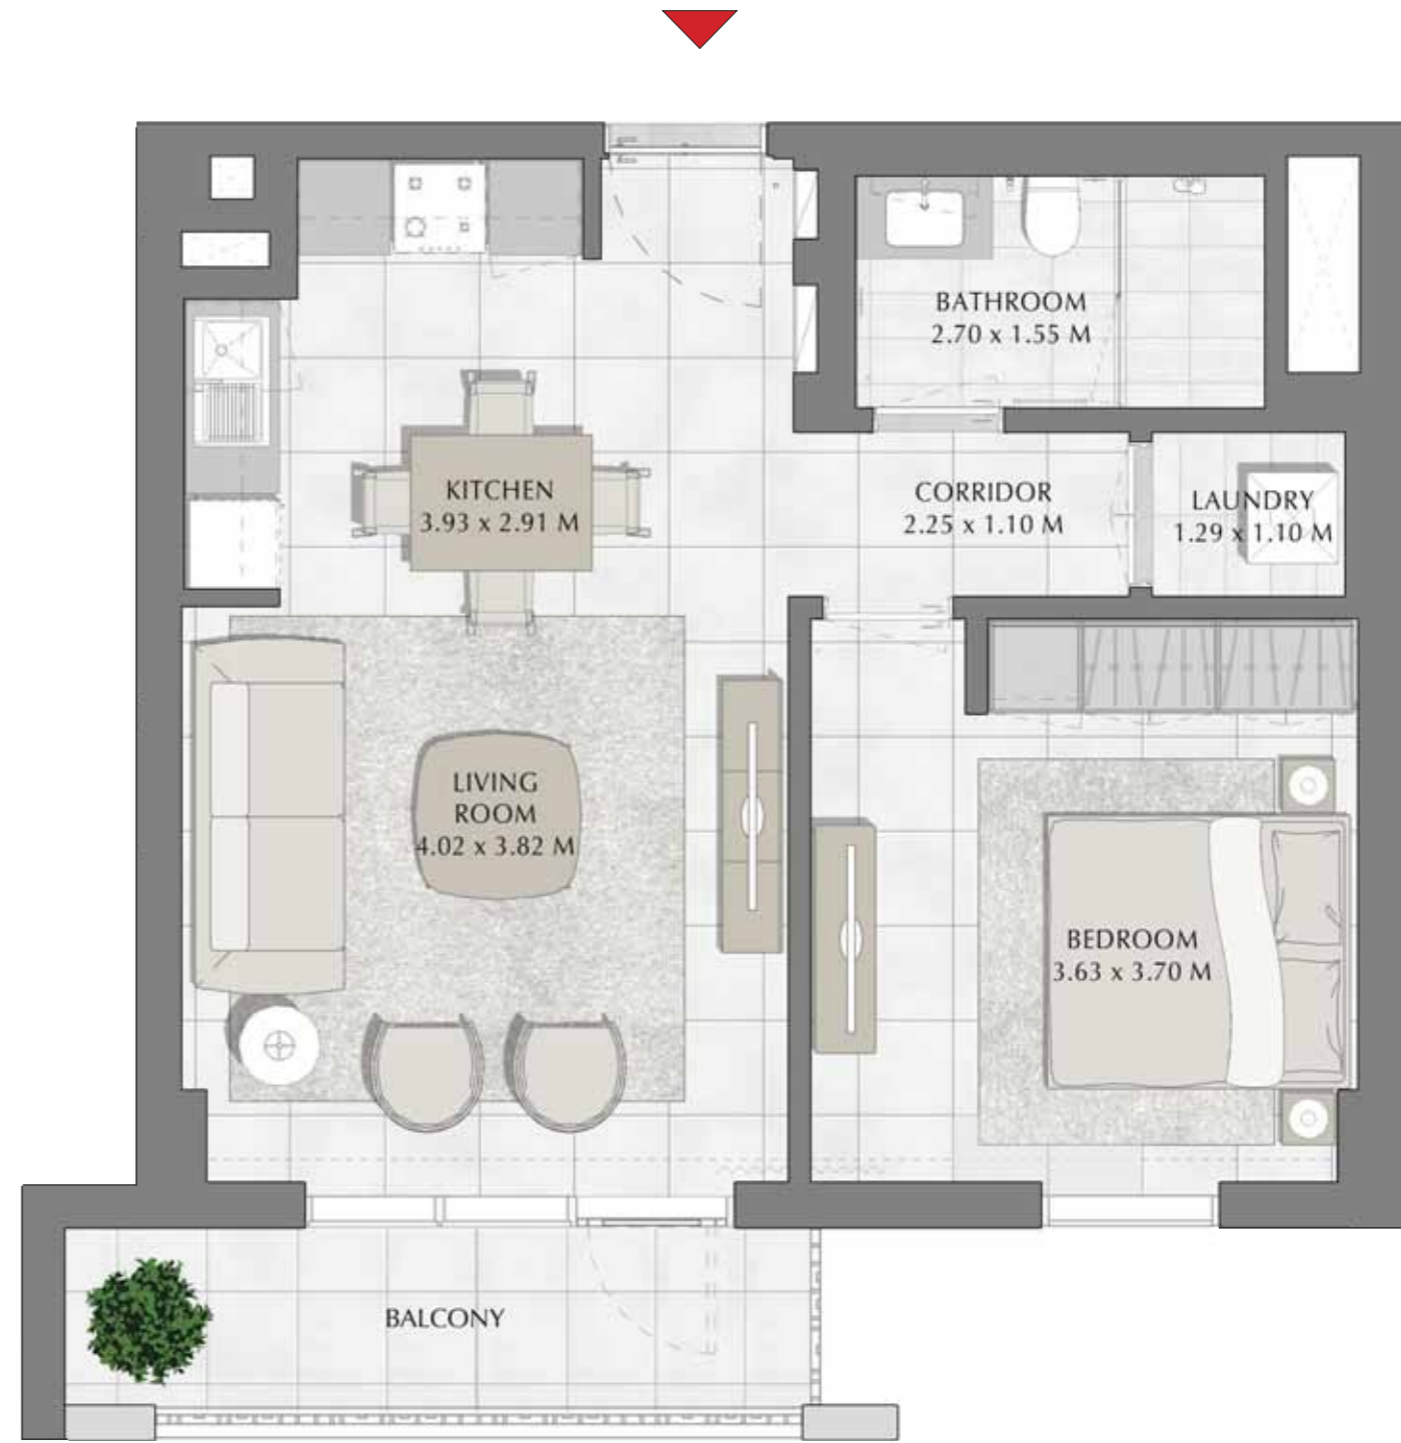 BATHROOM
2.70 x 1.55 M
KITCHEN
3.93 x 2.91 M
CORRIDOR
2.25 x 1.10 M
LAUNDRY
1.29 x 1.10 M
LIVING
ROOM
4.02 x 3.82 M
BEDROOM
3.63 x 3.70 M
BALCONY